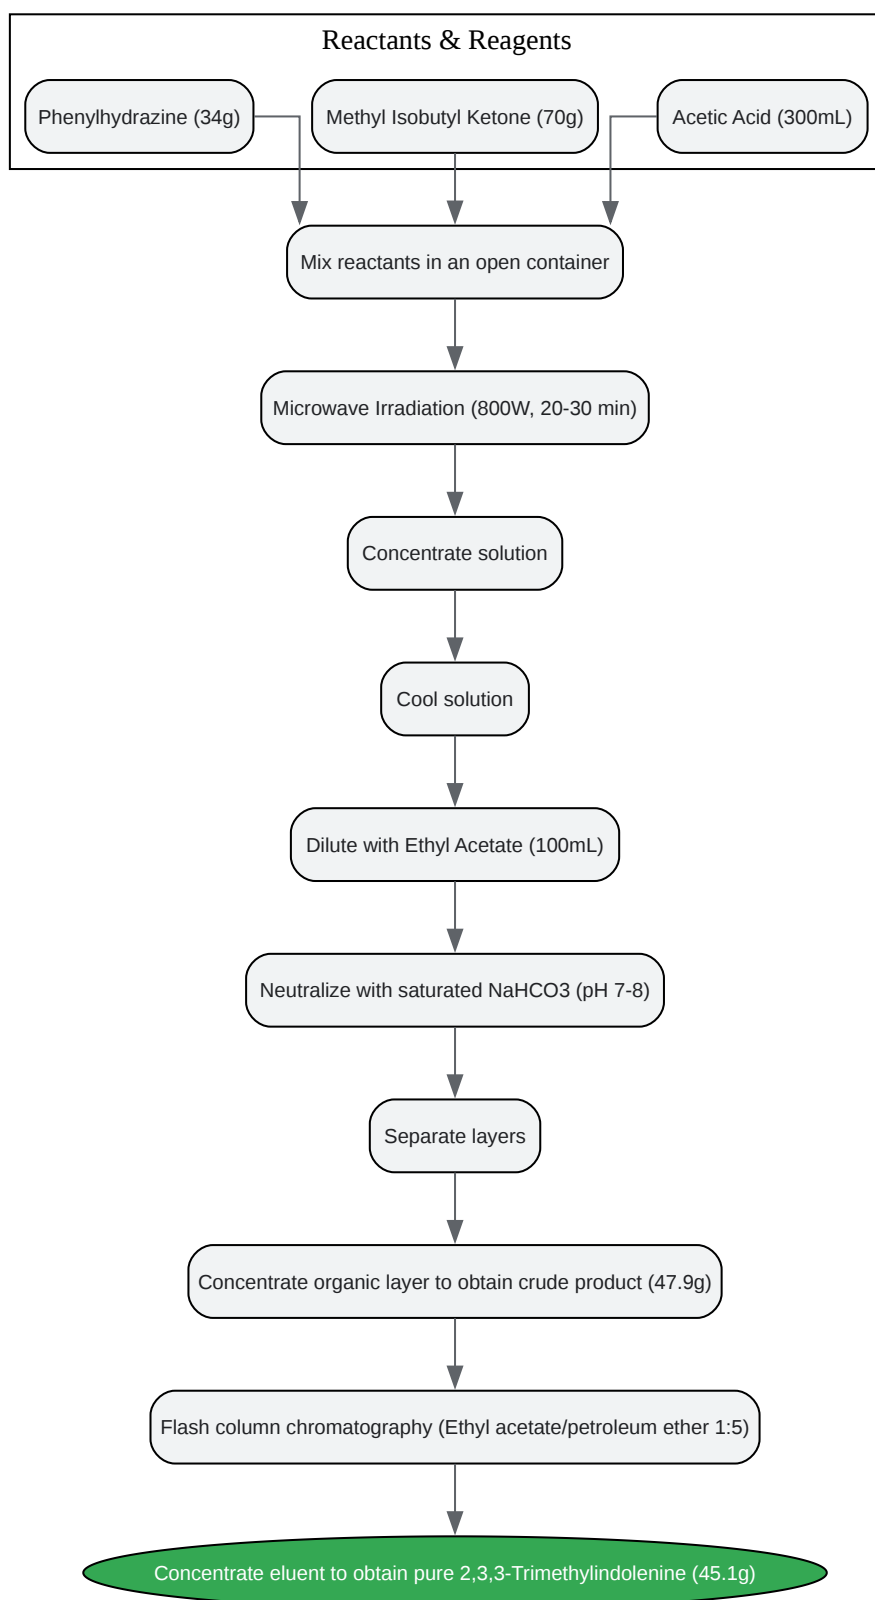 Reactants & Reagents
Phenylhydrazine (34g)
Methyl Isobutyl Ketone (70g)
Acetic Acid (300mL)
Mix reactants in an open container
Microwave Irradiation (800W, 20-30 min)
Concentrate solution
Cool solution
Dilute with Ethyl Acetate (100mL)
Neutralize with saturated NaHCO3 (pH 7-8)
Separate layers
Concentrate organic layer to obtain crude product (47.9g)
Flash column chromatography (Ethyl acetate/petroleum ether 1:5)
Concentrate eluent to obtain pure 2,3,3-Trimethylindolenine (45.1g)